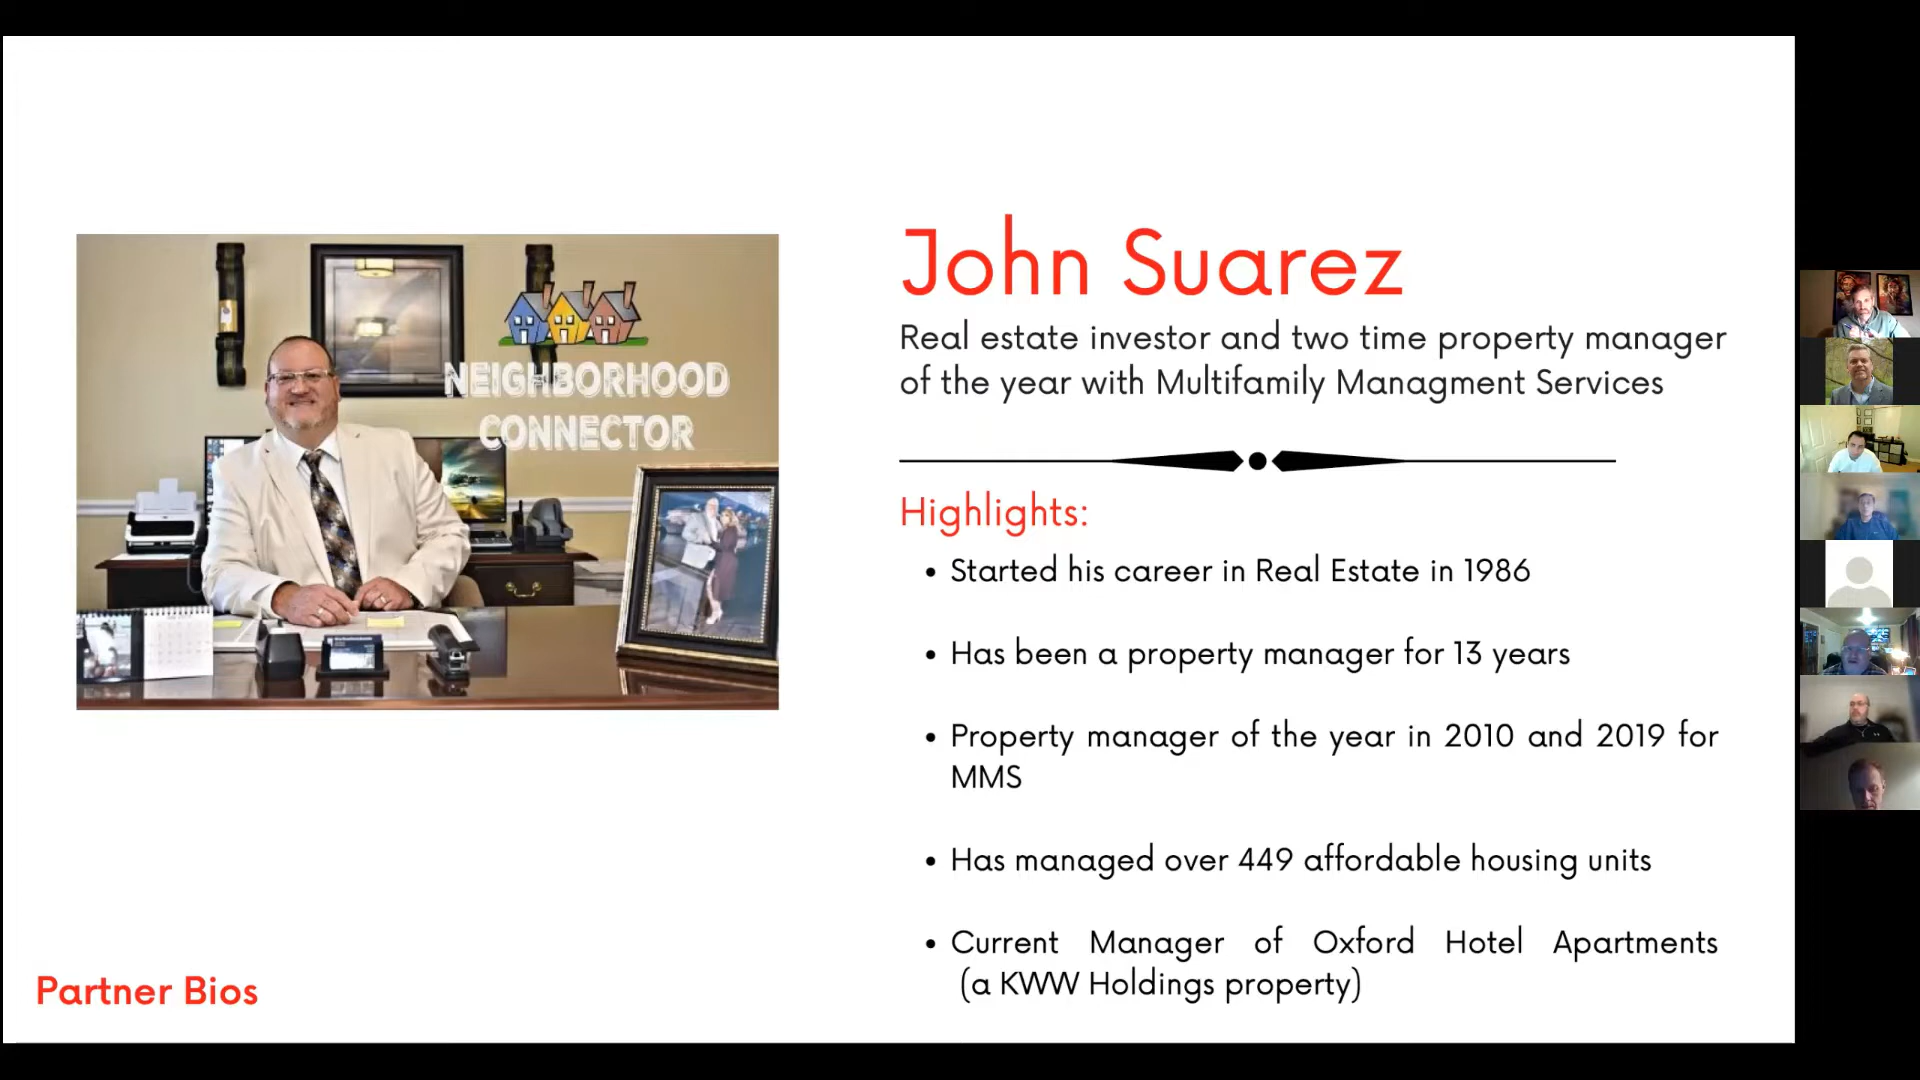 NEIGHBORHOOD
CONNECTOR
John Suarez
Real estate investor and two time property manager
of the year with Multifamily Managment Services
Highlights:
• Started his career in Real Estate in 1986
• Has been a property manager for 13 years
• Property manager of the year in 2010 and 2019 for
MMS
• Has managed over 449 affordable housing units
• Current Manager of Oxford Hotel Apartments
(a KWW Holdings property)
Partner Bios